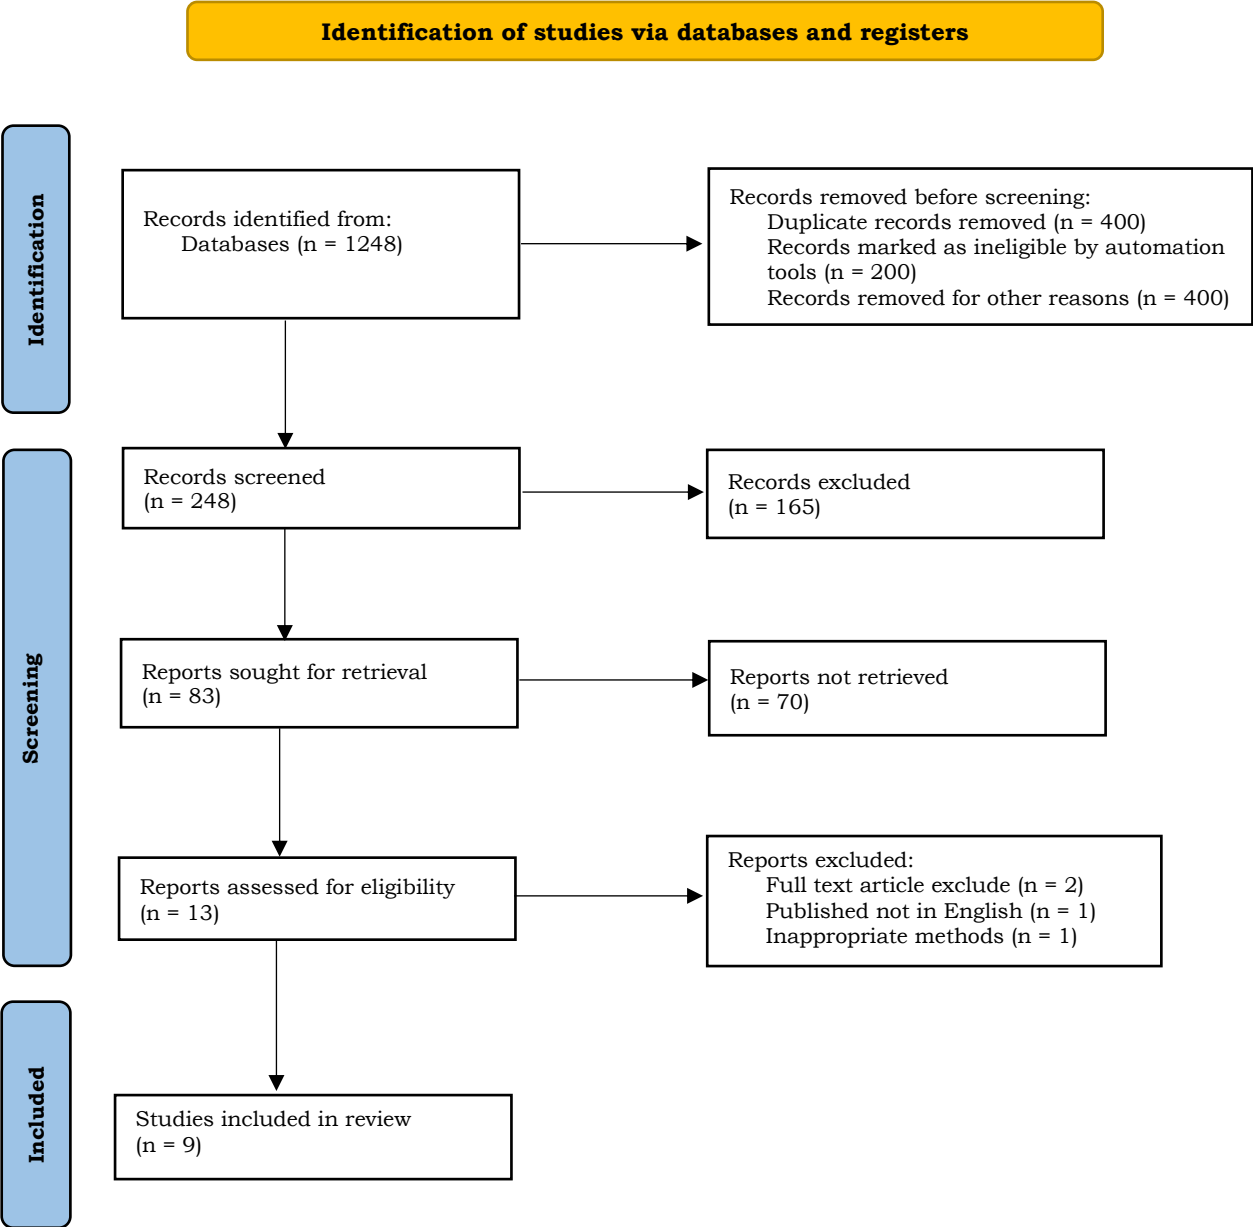 Identification of studies via databases and registers
Identification
Records identified from:
Databases (n = 1248)
Records removed before screening:
Duplicate records removed (n = 400)
Records marked as ineligible by automation
tools (n = 200)
Records removed for other reasons (n = 400)
Screening
Records screened
(n = 248)
Records excluded
(n = 165)
Reports sought for retrieval
(n = 83)
Reports not retrieved
(n = 70)
Reports assessed for eligibility
(n = 13)
Reports excluded:
Full text article exclude (n = 2)
Published not in English (n = 1)
Inappropriate methods (n = 1)
Included
Studies included in review
(n = 9)